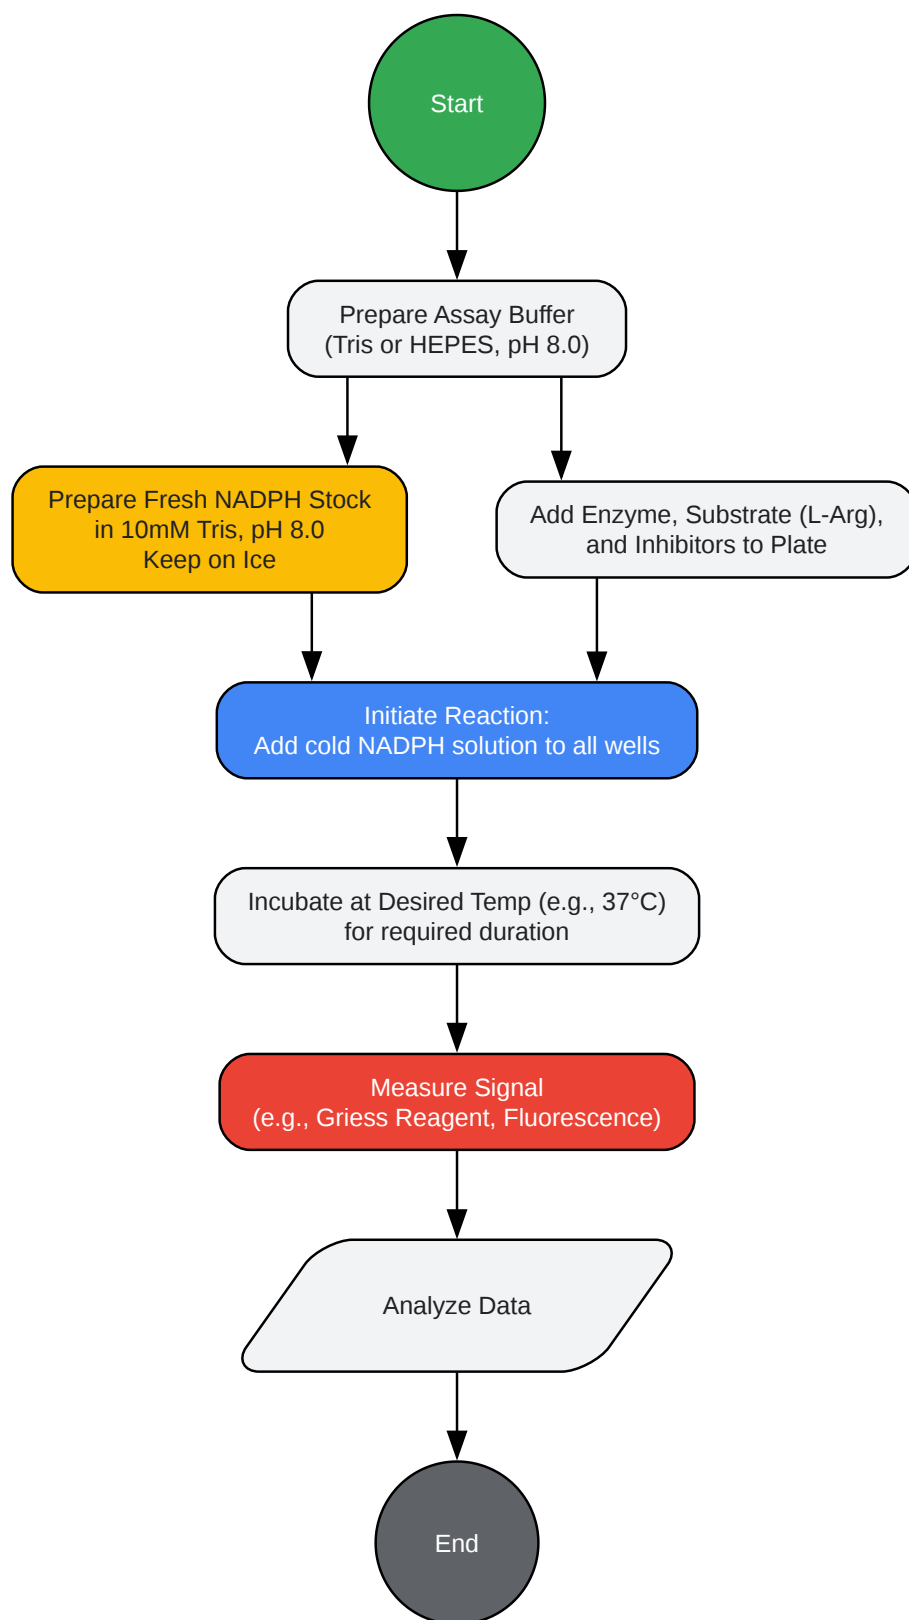 Start
Prepare Assay Buffer
(Tris or HEPES, pH 8.0)
Prepare Fresh NADPH Stock
in 10mM Tris, pH 8.0
Keep on Ice
Add Enzyme, Substrate (L-Arg),
and Inhibitors to Plate
Initiate Reaction:
Add cold NADPH solution to all wells
Incubate at Desired Temp (e.g., 37°C)
for required duration
Measure Signal
(e.g., Griess Reagent, Fluorescence)
Analyze Data
End